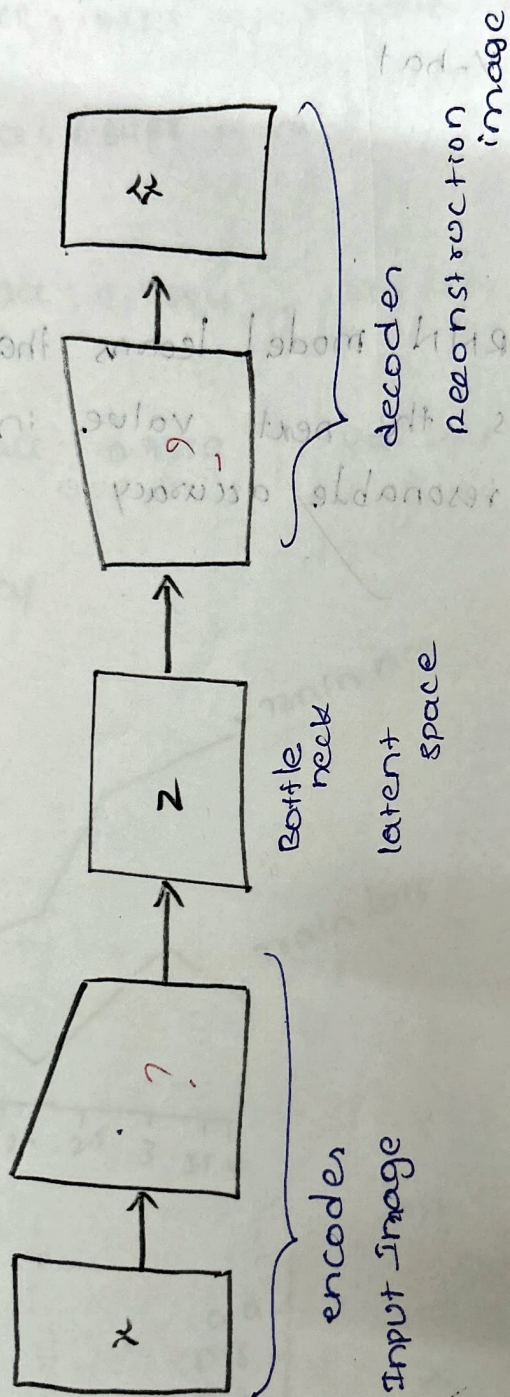 x
?
z
?
encoder
Input Image
Bottle
neck
latent
space
decoder
Reconstruction
image